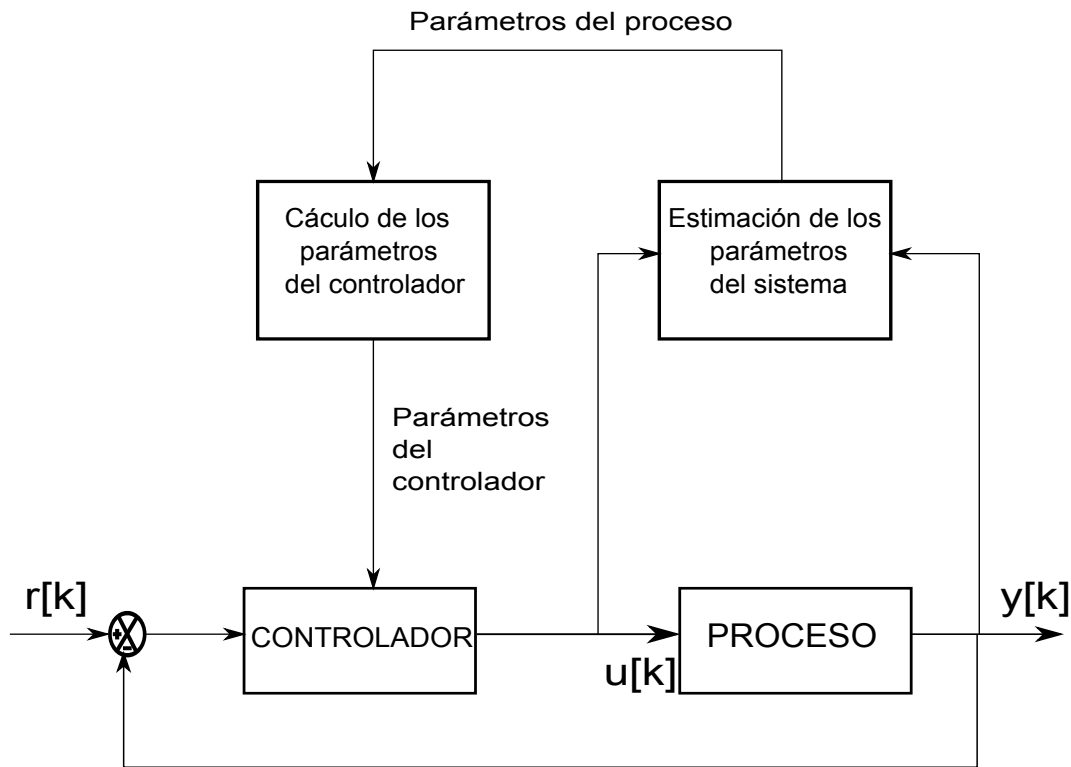 Parámetros del proceso
Cáculo de los
parámetros
del controlador
Estimación de los
parámetros
del sistema
Parámetros
del
controlador
r[k]
+
-
CONTROLADOR
u[k]
PROCESO
y[k]